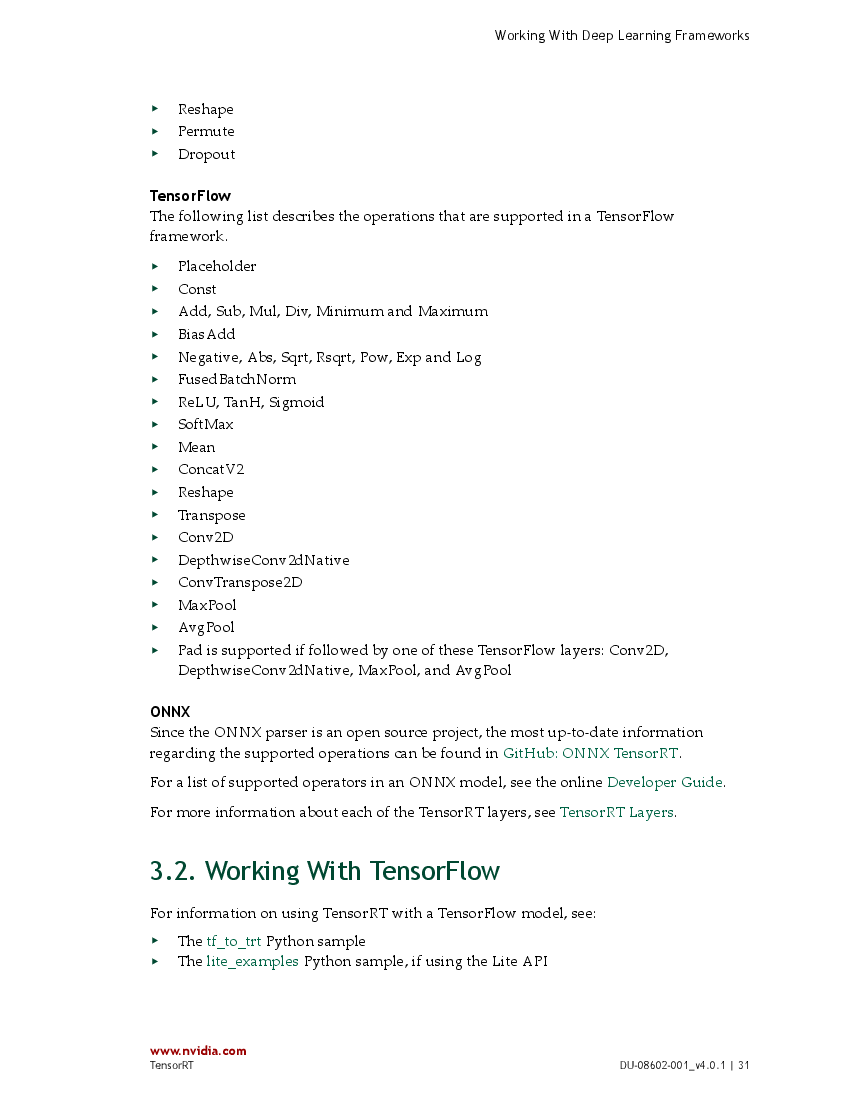 Working With Deep Learning Frameworks
‣ Reshape
‣ Permute
‣ Dropout
TensorFlow
The following list describes the operations that are supported in a TensorFlow
framework.
‣ Placeholder
‣ Const
‣ Add, Sub, Mul, Div, Minimum and Maximum
‣ BiasAdd
‣ Negative, Abs, Sqrt, Rsqrt, Pow, Exp and Log
‣ FusedBatchNorm
‣ ReLU, TanH, Sigmoid
‣ SoftMax
‣ Mean
‣ ConcatV2
‣ Reshape
‣ Transpose
‣ Conv2D
‣ DepthwiseConv2dNative
‣ ConvTranspose2D
‣ MaxPool
‣ AvgPool
‣ Pad is supported if followed by one of these TensorFlow layers: Conv2D,
DepthwiseConv2dNative, MaxPool, and AvgPool
ONNX
Since the ONNX parser is an open source project, the most up-to-date information
regarding the supported operations can be found in GitHub: ONNX TensorRT.
For a list of supported operators in an ONNX model, see the online Developer Guide.
For more information about each of the TensorRT layers, see TensorRT Layers.
3.2. Working With TensorFlow
For information on using TensorRT with a TensorFlow model, see:
‣ The tf_to_trt Python sample
‣ The lite_examples Python sample, if using the Lite API
www.nvidia.com
TensorRT DU-08602-001_v4.0.1 | 31